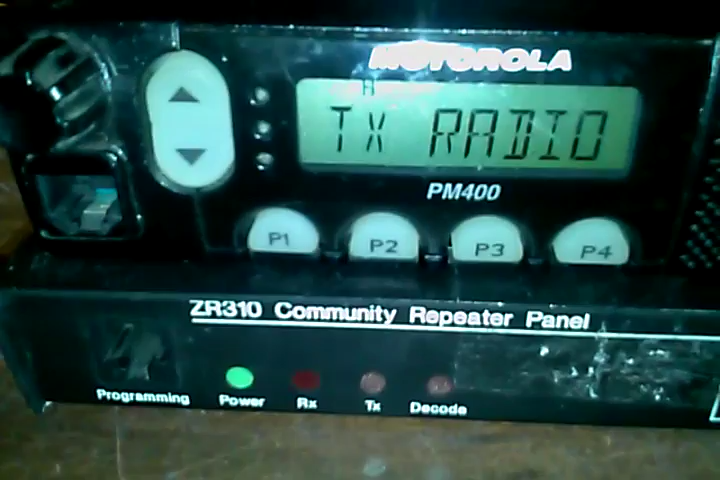 MOTOROLA
TX RADIO
PM400
P1 P2 P3 P4
ZR310 Community Repeater Panel
Programming Power Rx Tx Decode